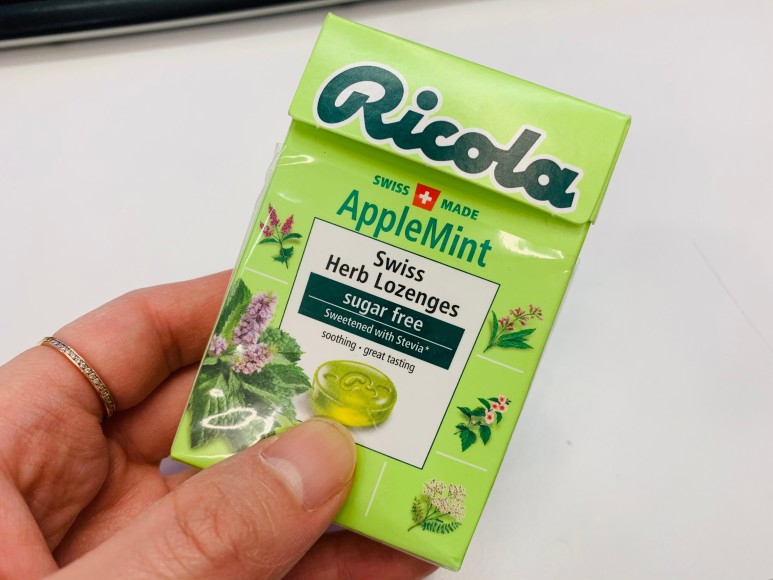 Ricola
SWISS MADE
AppleMint
Swiss
Herb Lozenges
sugar free
Sweetened with Stevia*
soothing • great tasting